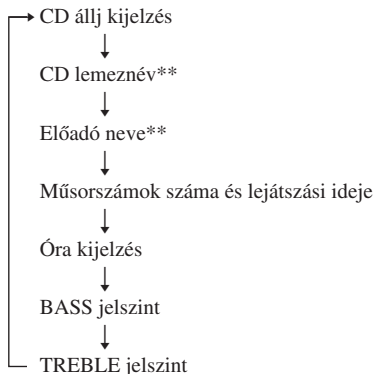 CD állj kijelzés
CD lemeznév**
Előadó neve**
Műsorszámok száma és lejátszási ideje
Óra kijelzés
BASS jelszint
TREBLE jelszint